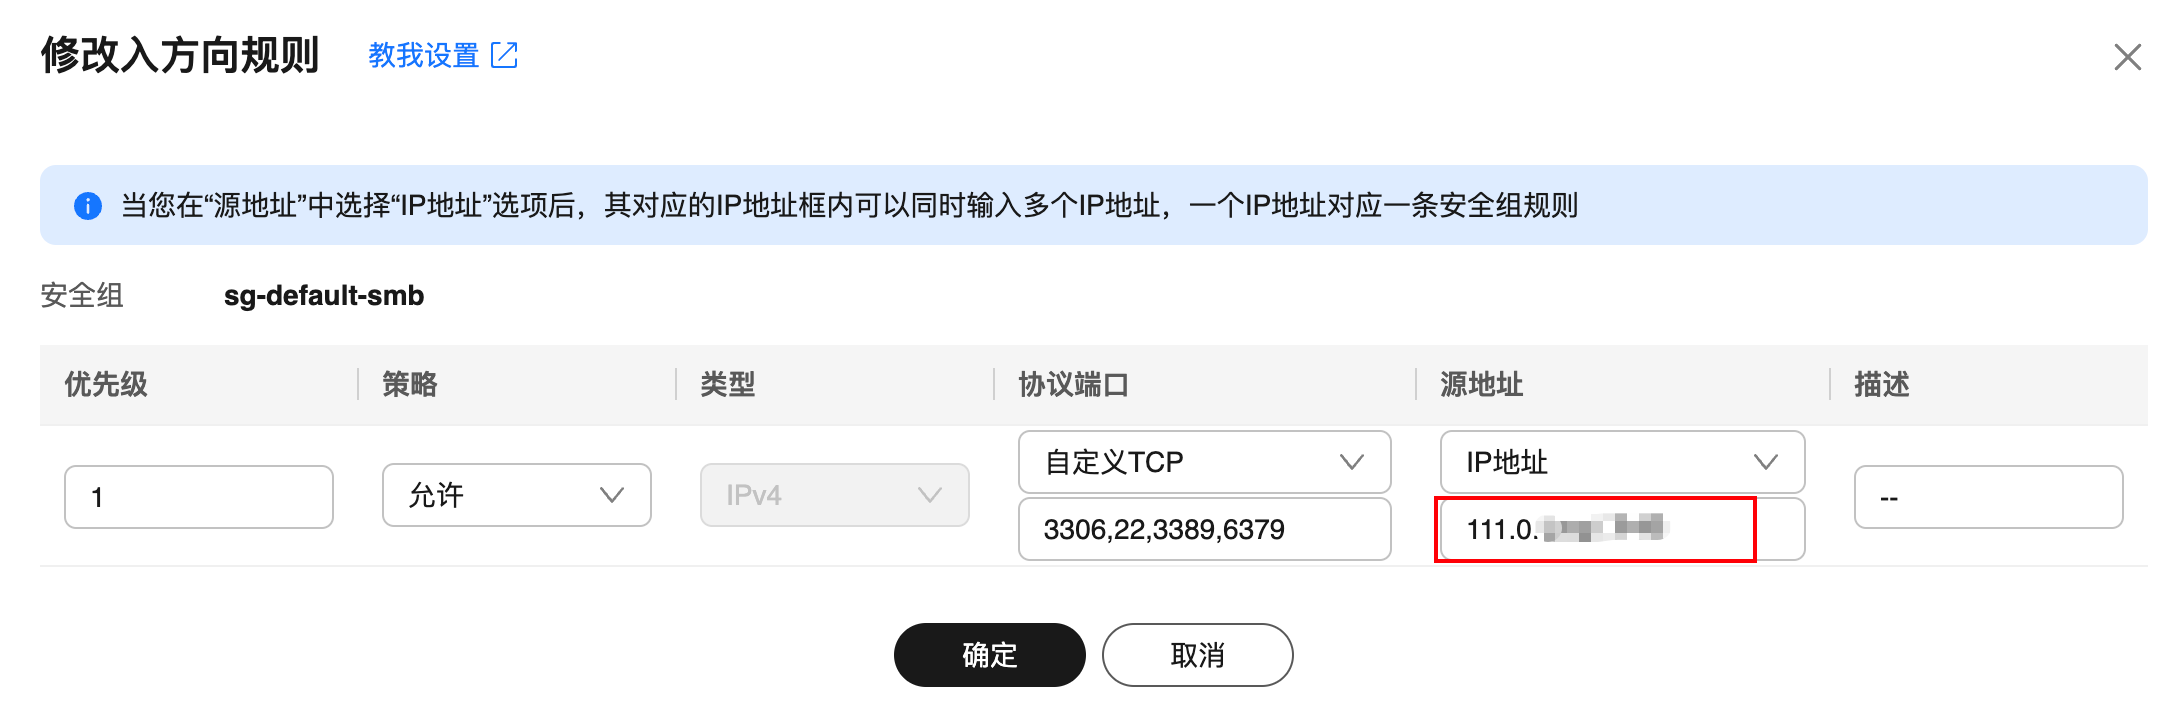 修改入方向规则 教我设置
当您在“源地址”中选择“IP地址”选项后，其对应的IP地址框内可以同时输入多个IP地址，一个IP地址对应一条安全组规则
安全组 sg-default-smb
优先级 策略 类型 协议端口 源地址 描述
自定义TCP IP地址
1 允许 IPv4 --
3306,22,3389,6379 111.0.
确定 取消